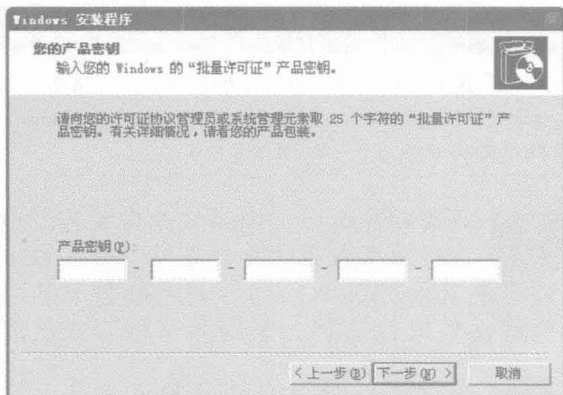 Windows 安装程序
您的产品密钥
输入您的 Windows 的“批量许可证”产品密钥。
请向您的许可证协议管理员或系统管理元索取 25 个字符的“批量许可证”产
品密钥。有关详细情况，请看您的产品包装。
产品密钥(P):
- - - -
< 上一步(B) 下一步(N) > 取消